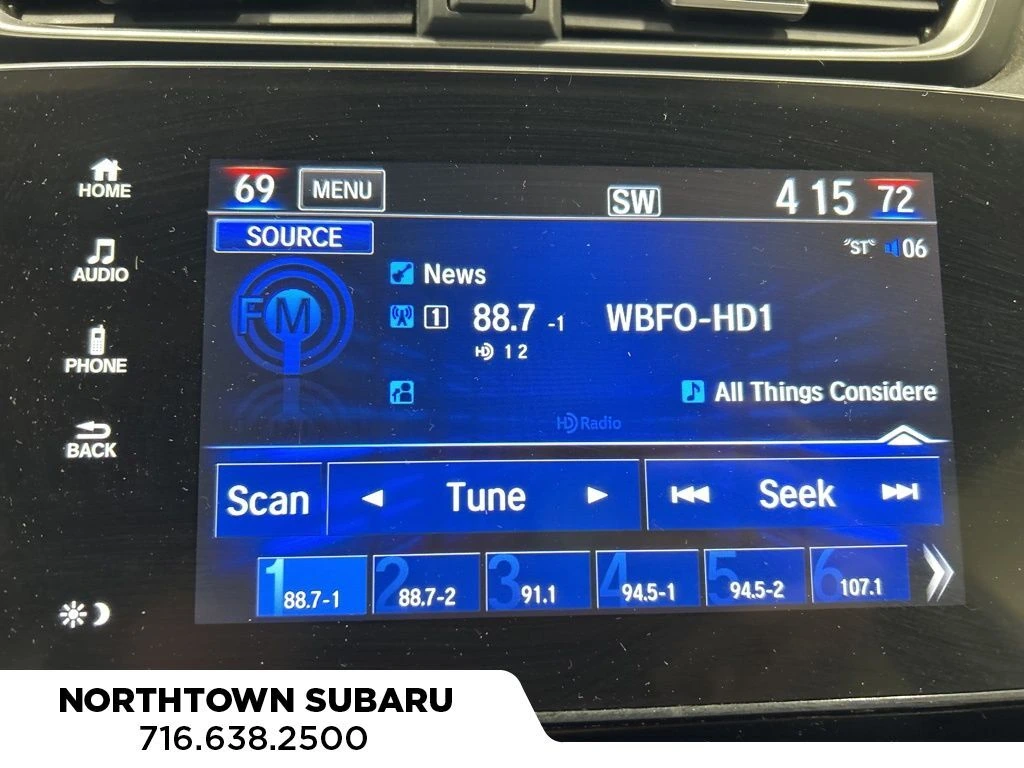 HOME
AUDIO
PHONE
BACK
69 MENU SW 4 15 72
SOURCE
"ST" 06
FM
News
1 88.7 -1 WBFO-HD1
HD 1 2
All Things Considere
HD Radio
Scan Tune Seek
1 88.7-1 2 88.7-2 3 91.1 4 94.5-1 5 94.5-2 6 107.1
NORTHTOWN SUBARU
716.638.2500